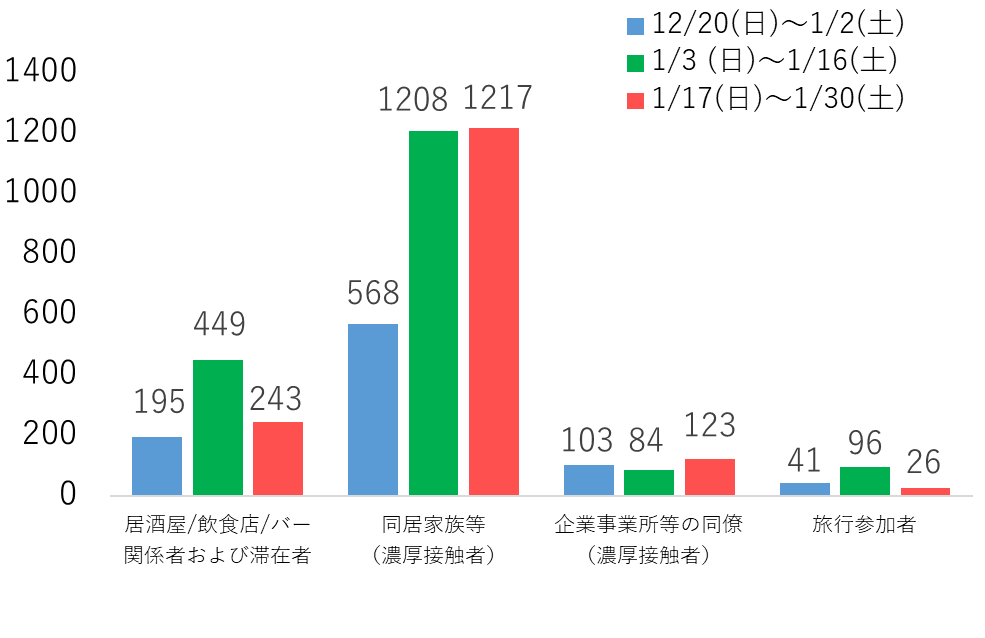 12/20(日)～1/2(土)
1/3 (日)～1/16(土)
1/17(日)～1/30(土)
1400
1200
1000
800
600
400
200
0
195
449
243
568
1208
1217
103
84
123
41
96
26
居酒屋/飲食店/バー
関係者および滞在者
同居家族等
（濃厚接触者）
企業事業所等の同僚
（濃厚接触者）
旅行参加者